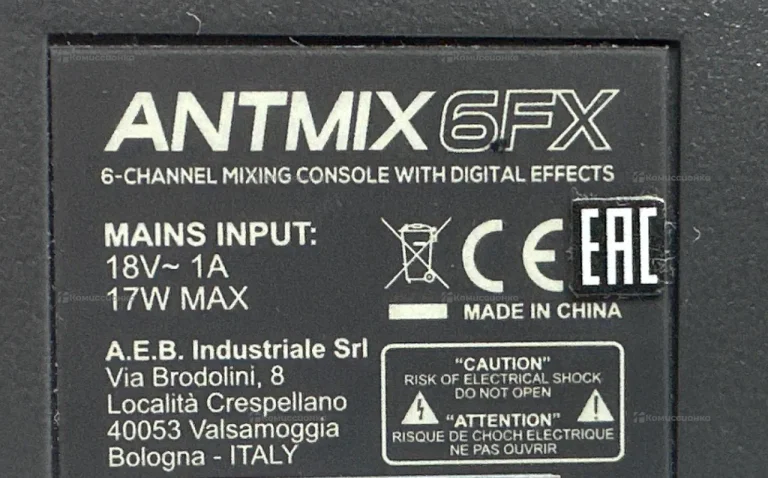 ANTMIX 6FX
6-CHANNEL MIXING CONSOLE WITH DIGITAL EFFECTS
MAINS INPUT:
18V~ 1A
17W MAX
CE
EAC
MADE IN CHINA
A.E.B. Industriale Srl
Via Brodolini, 8
Località Crespellano
40053 Valsamoggia
Bologna - ITALY
"CAUTION"
RISK OF ELECTRICAL SHOCK
DO NOT OPEN
"ATTENTION"
RISQUE DE CHOCH ELECTRIQUE
NE PAS OUVRIR
Комиссионка